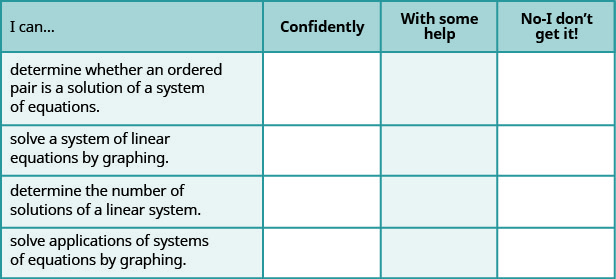 I can...
Confidently
With some
help
No-I don't
get it!
determine whether an ordered
pair is a solution of a system
of equations.
solve a system of linear
equations by graphing.
determine the number of
solutions of a linear system.
solve applications of systems
of equations by graphing.